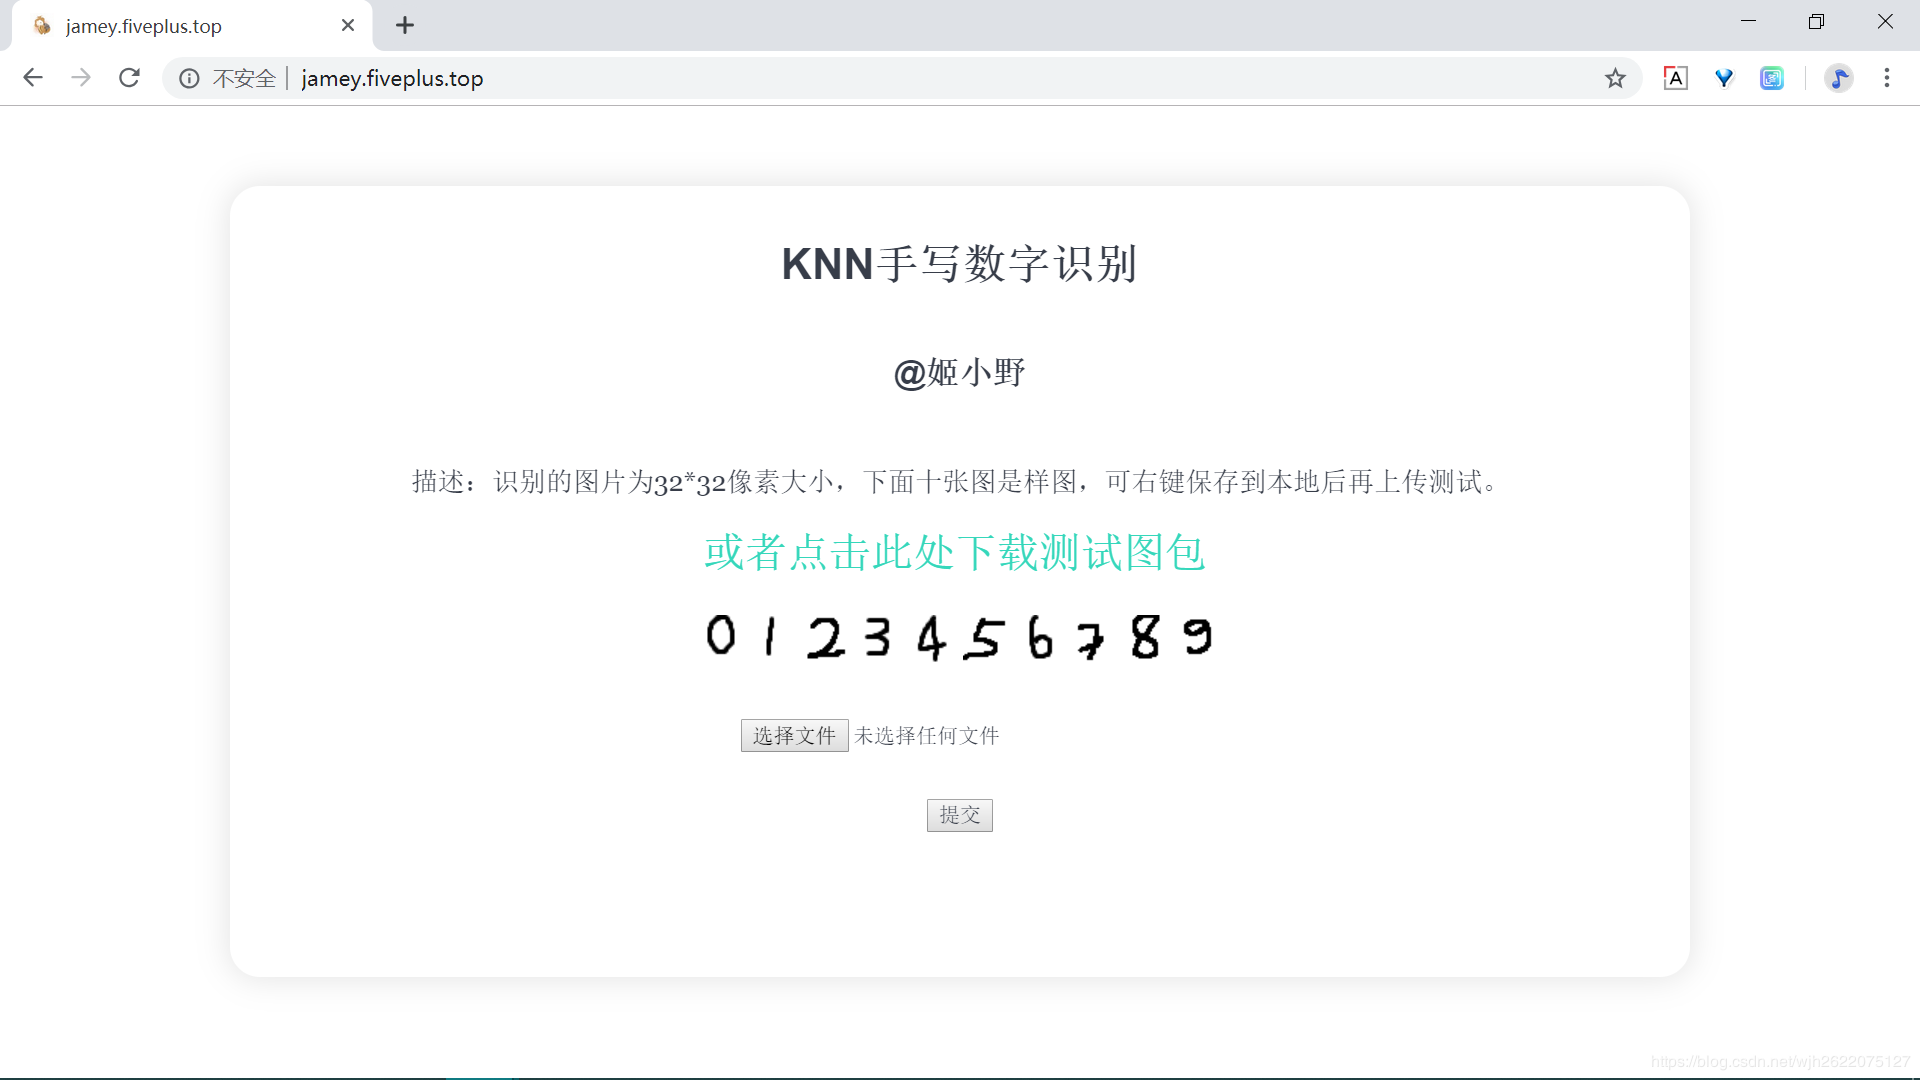 jamey.fiveplus.top
不安全 jamey.fiveplus.top
KNN手写数字识别
@姬小野
描述：识别的图片为32*32像素大小，下面十张图是样图，可右键保存到本地后再上传测试。
或者点击此处下载测试图包
0 1 2 3 4 5 6 7 8 9
选择文件 未选择任何文件
提交
https://blog.csdn.net/wjh2622075127